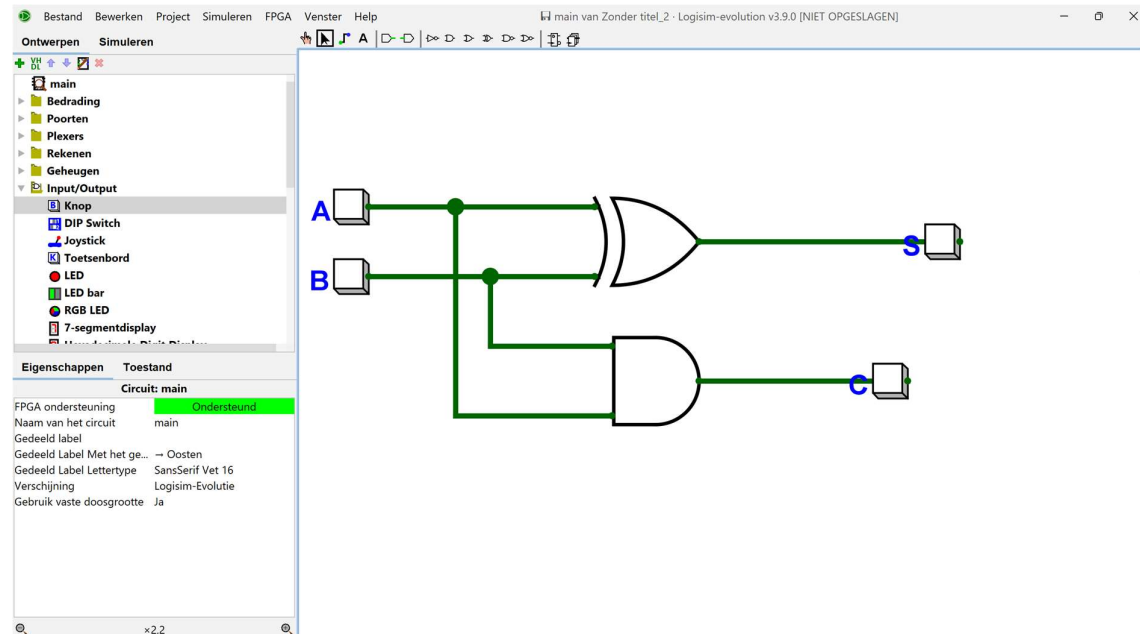 main van Zonder titel_2 · Logisim-evolution v3.9.0 [NIET OPGESLAGEN]
Bestand Bewerken Project Simuleren FPGA Venster Help
Ontwerpen Simuleren
A
VH
DL
main
Bedrading
Poorten
Plexers
Rekenen
Geheugen
Input/Output
B Knop
DIP Switch
Joystick
K Toetsenbord
LED
LED bar
RGB LED
7-segmentdisplay
Eigenschappen Toestand
Circuit: main
FPGA ondersteuning Ondersteund
Naam van het circuit main
Gedeeld label
Gedeeld Label Met het ge... → Oosten
Gedeeld Label Lettertype SansSerif Vet 16
Verschijning Logisim-Evolutie
Gebruik vaste doosgrootte Ja
×2.2
A
B
S
C